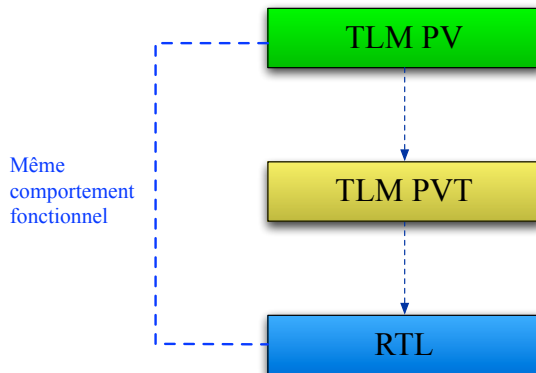 TLM PV
Même
comportement
fonctionnel
TLM PVT
RTL